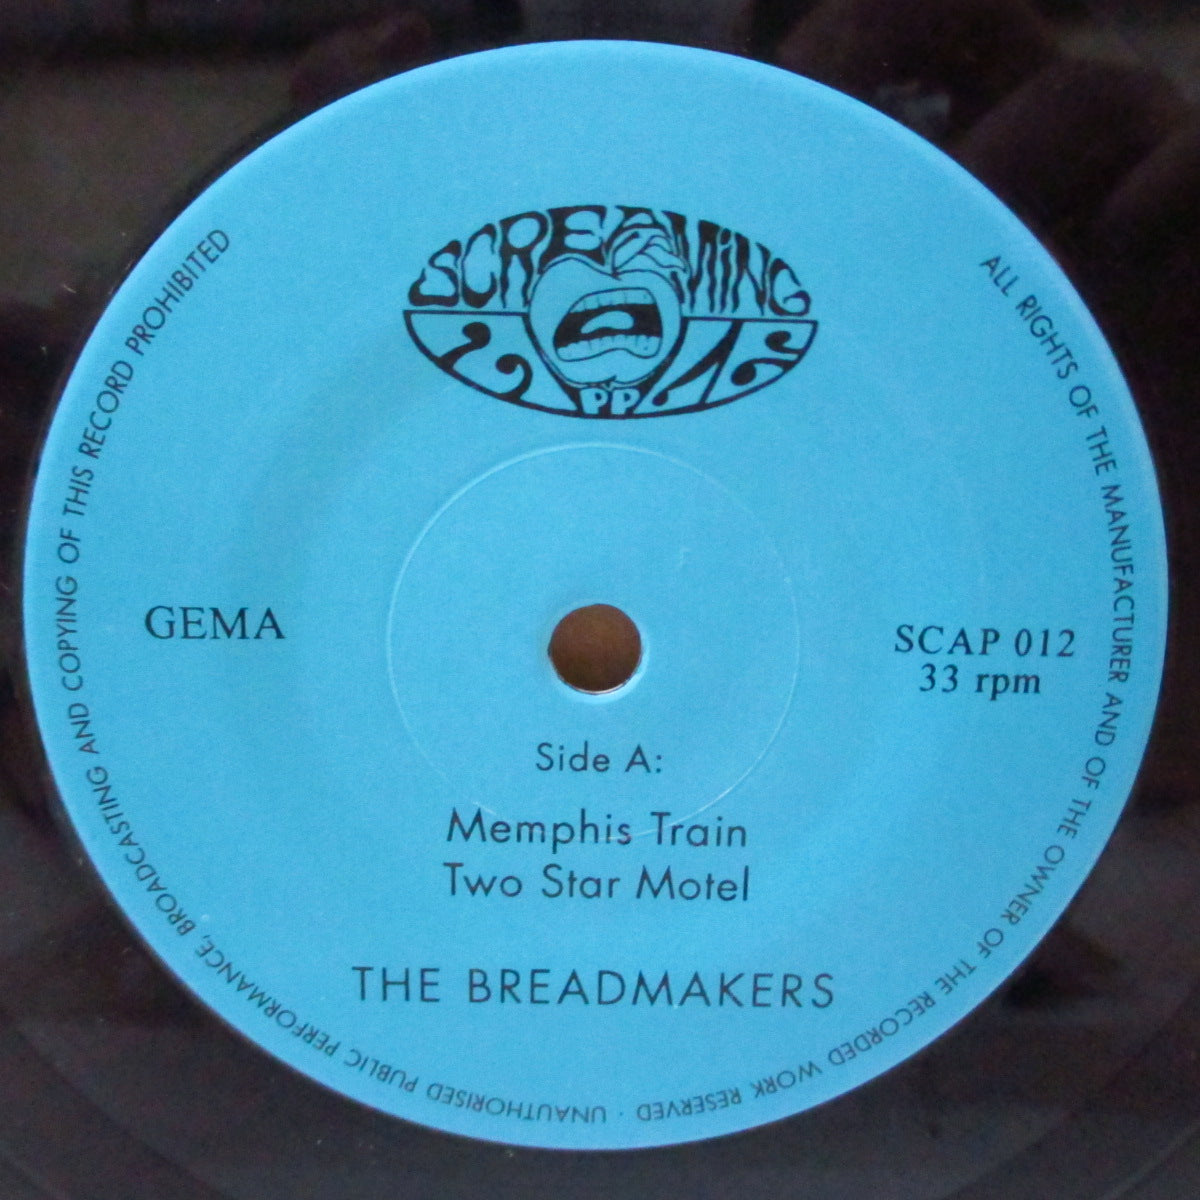 SCREAMING
APPLE
GEMA
SCAP 012
33 rpm
Side A:
Memphis Train
Two Star Motel
THE BREADMAKERS
ALL RIGHTS OF THE MANUFACTURER AND OF THE OWNER OF THE RECORDED WORK RESERVED · UNAUTHORISED PUBLIC PERFORMANCE, BROADCASTING AND COPYING OF THIS RECORD PROHIBITED